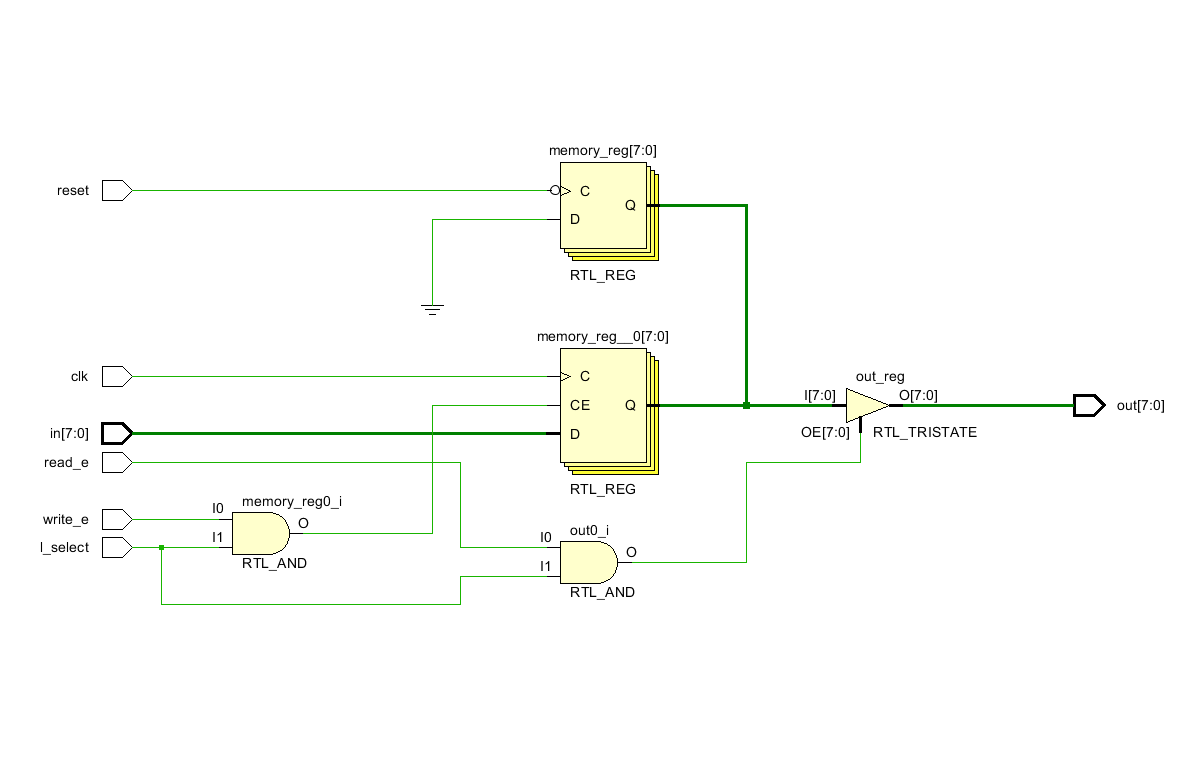 memory_reg[7:0]
reset
C
Q
D
RTL_REG
memory_reg__0[7:0]
clk
C
out_reg
CE
Q
I[7:0]
O[7:0]
out[7:0]
in[7:0]
D
OE[7:0]
RTL_TRISTATE
read_e
RTL_REG
memory_reg0_i
I0
write_e
O
out0_i
I1
l_select
I0
O
RTL_AND
I1
RTL_AND